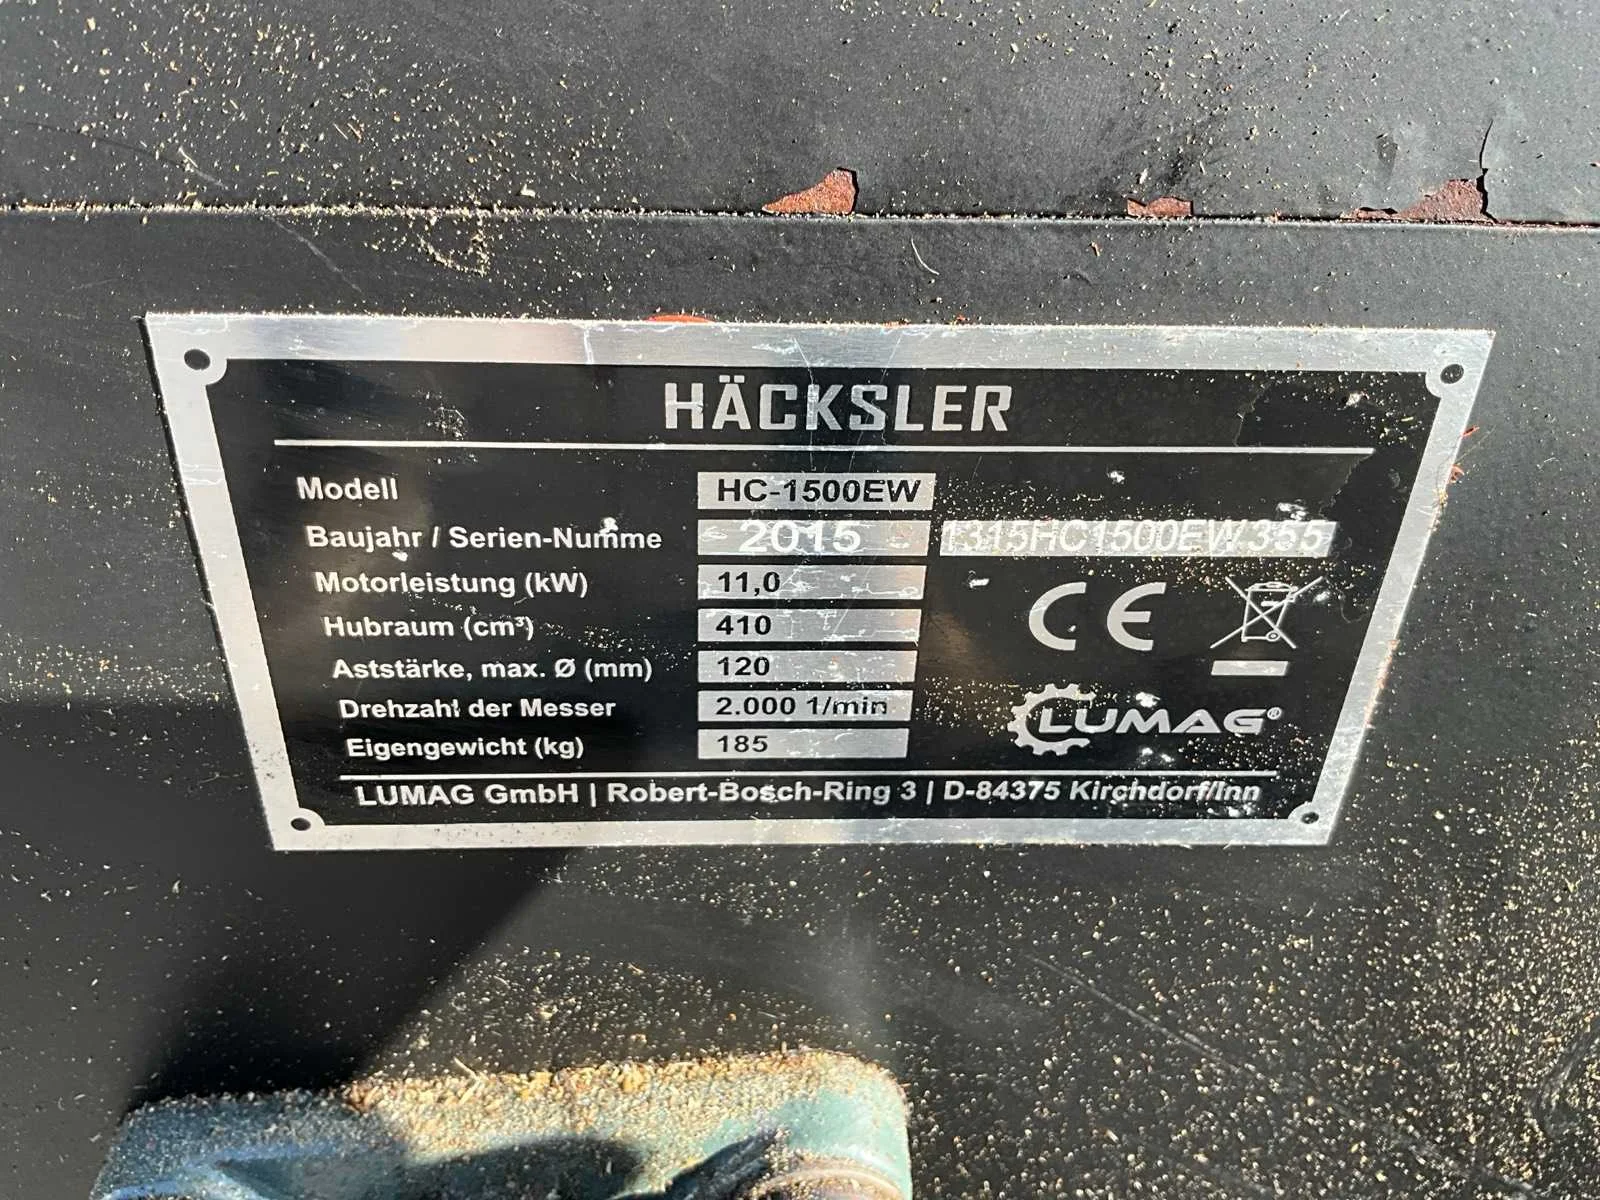 HÄCKSLER
Modell HC-1500EW
Baujahr / Serien-Numme 2015 1315HC1500EW355
Motorleistung (kW) 11,0
Hubraum (cm³) 410
Aststärke, max. Ø (mm) 120
Drehzahl der Messer 2.000 1/min
Eigengewicht (kg) 185
CE
LUMAG®
LUMAG GmbH | Robert-Bosch-Ring 3 | D-84375 Kirchdorf/Inn